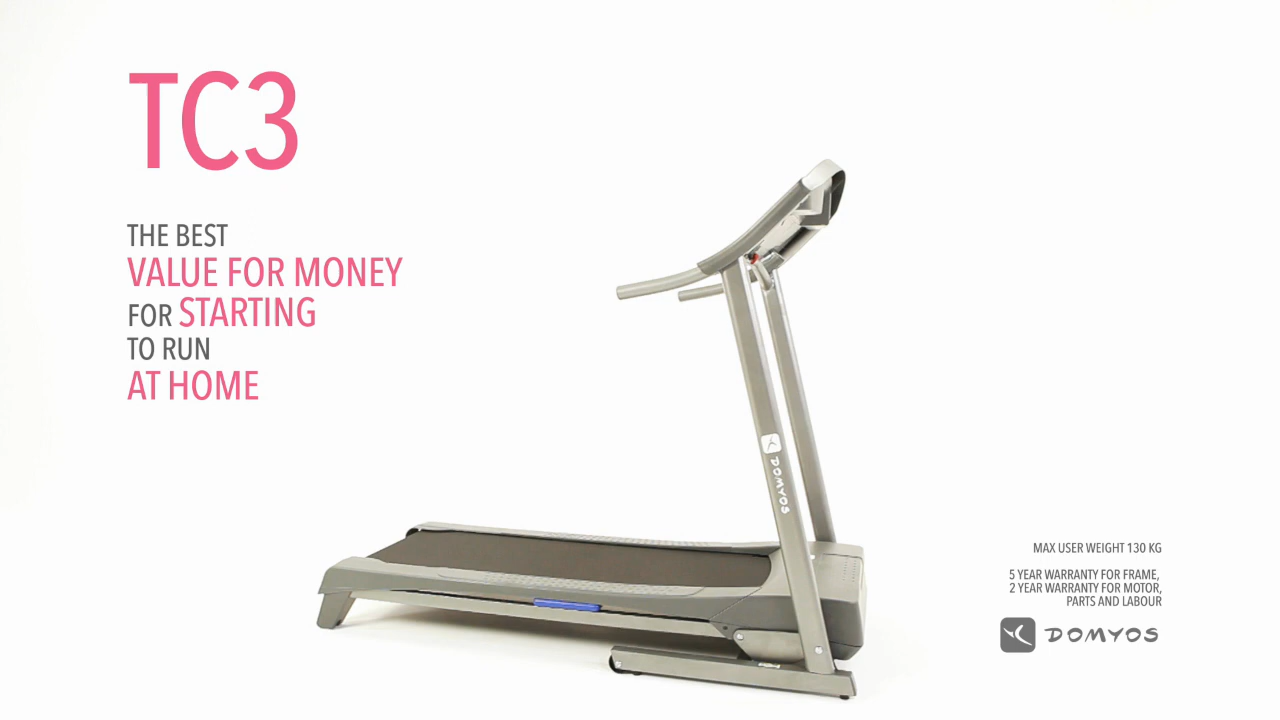 TC3
THE BEST
VALUE FOR MONEY
FOR STARTING
TO RUN
AT HOME
DOMYOS
MAX USER WEIGHT 130 KG
5 YEAR WARRANTY FOR FRAME,
2 YEAR WARRANTY FOR MOTOR,
PARTS AND LABOUR
DOMYOS